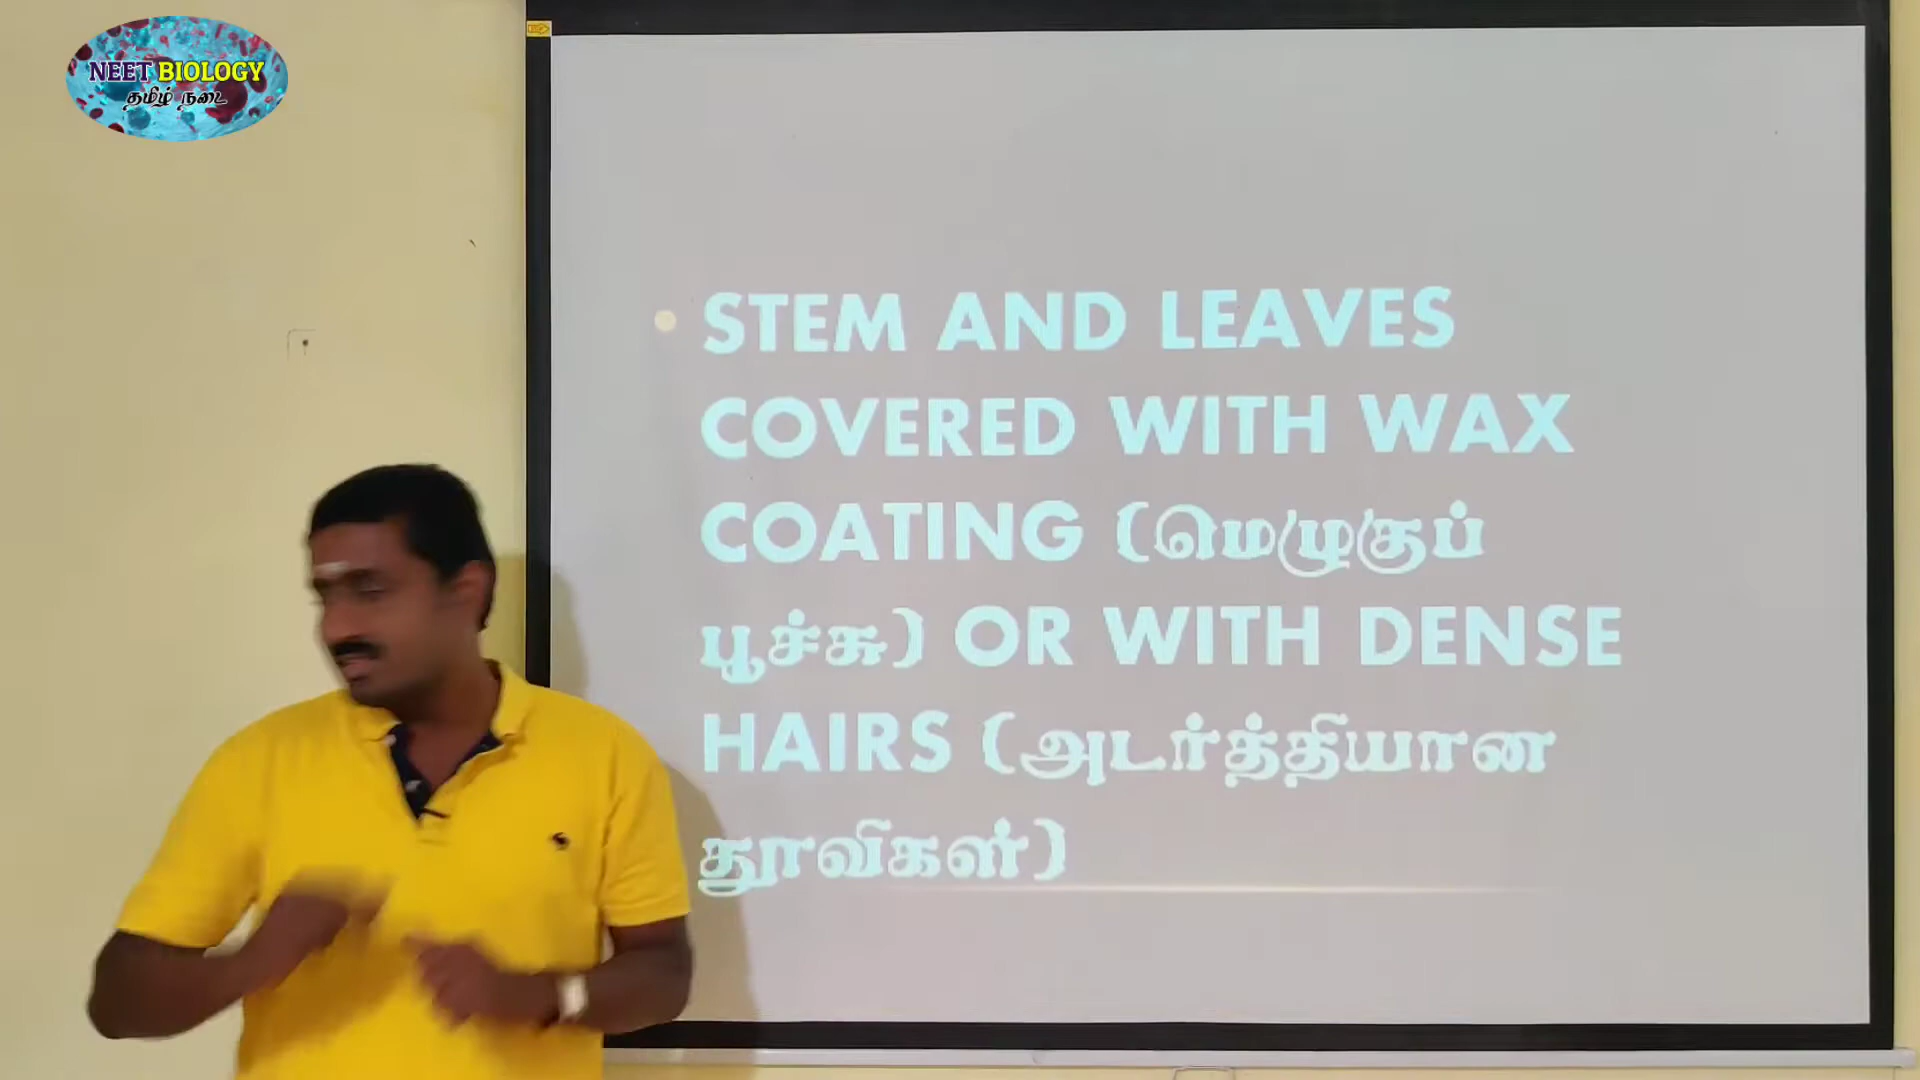 NEET BIOLOGY
தமிழ் நடை
STEM AND LEAVES
COVERED WITH WAX
COATING (மெழுகுப்
பூச்சு) OR WITH DENSE
HAIRS (அடர்த்தியான
தூவிகள்)